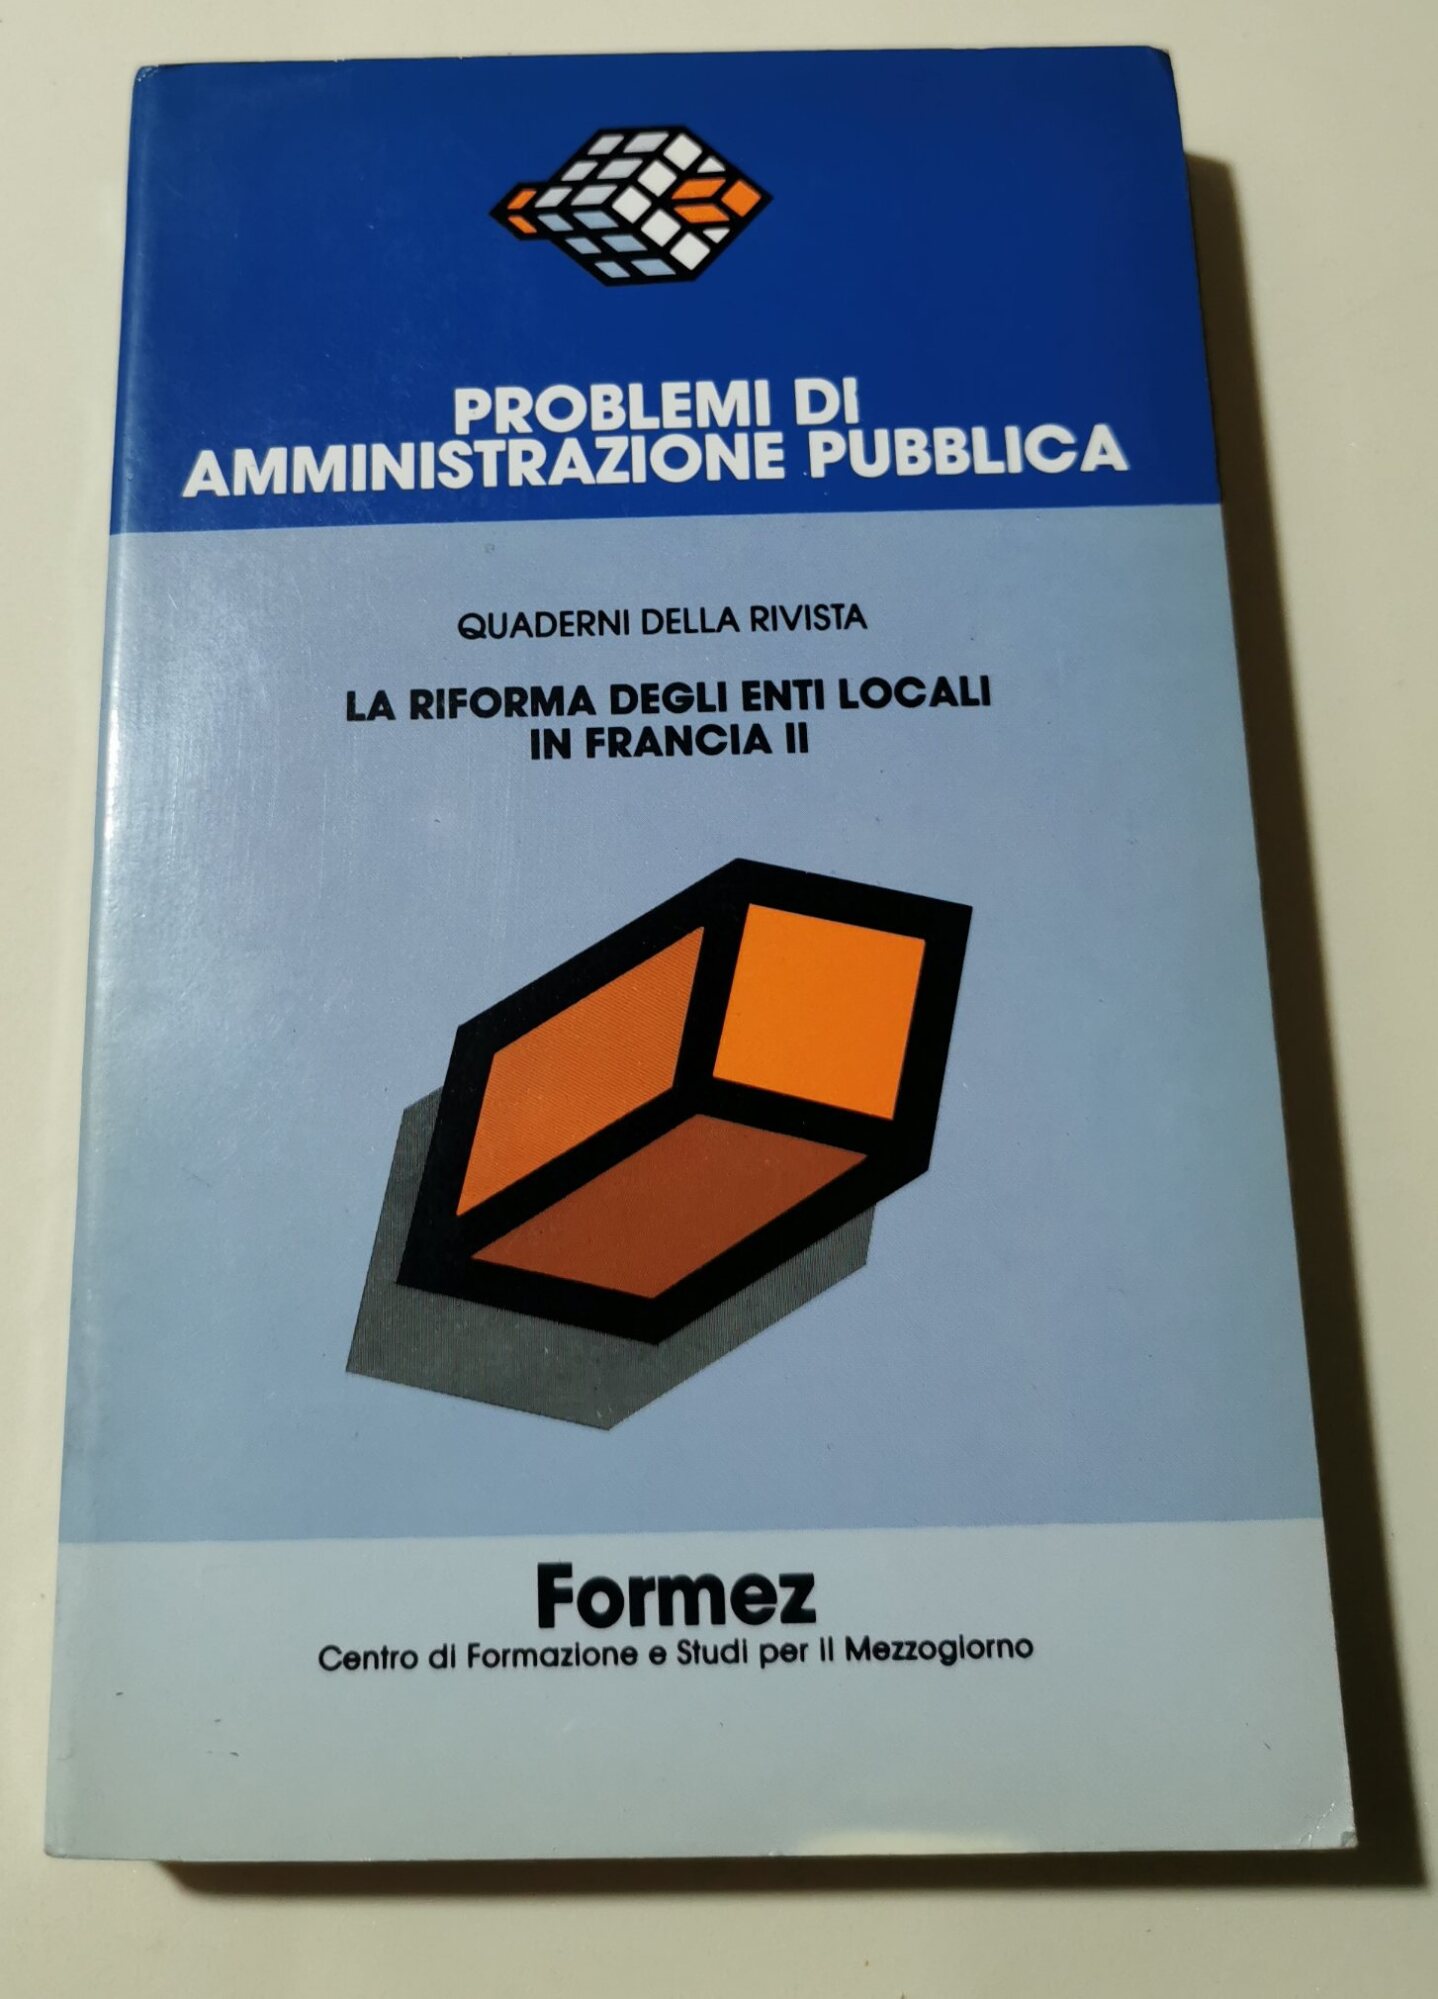 PROBLEMI DI
AMMINISTRAZIONE PUBBLICA
QUADERNI DELLA RIVISTA
LA RIFORMA DEGLI ENTI LOCALI
IN FRANCIA II
Formez
Centro di Formazione e Studi per il Mezzogiorno